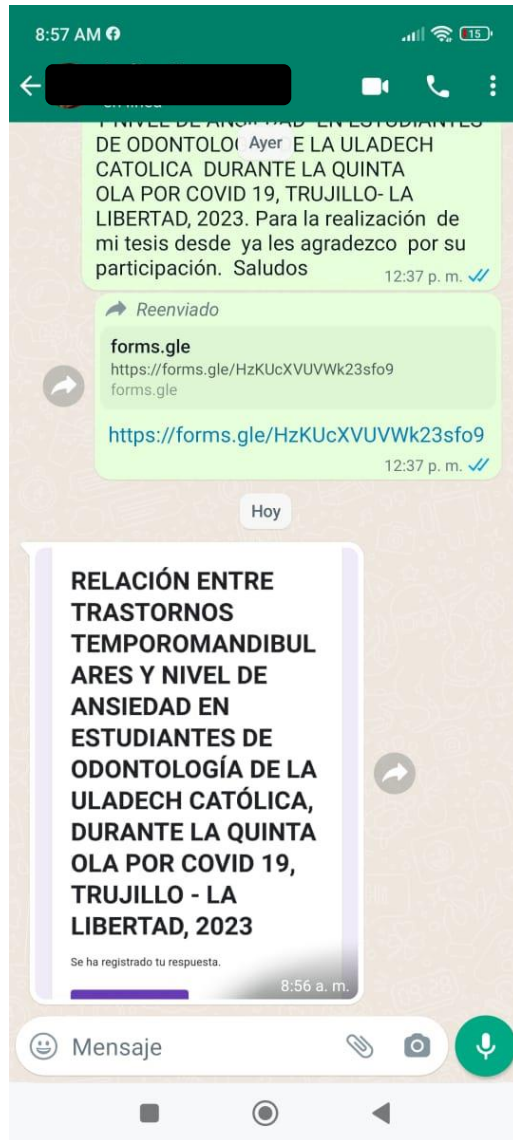 8:57 AM
15
Ayer
DE ODONTOLO E LA ULADECH
CATOLICA DURANTE LA QUINTA
OLA POR COVID 19, TRUJILLO- LA
LIBERTAD, 2023. Para la realización de
mi tesis desde ya les agradezco por su
participación. Saludos
12:37 p. m.
Reenviado
forms.gle
https://forms.gle/HzKUcXVUVWk23sfo9
forms.gle
https://forms.gle/HzKUcXVUVWk23sfo9
12:37 p. m.
Hoy
RELACIÓN ENTRE
TRASTORNOS
TEMPOROMANDIBUL
ARES Y NIVEL DE
ANSIEDAD EN
ESTUDIANTES DE
ODONTOLOGÍA DE LA
ULADECH CATÓLICA,
DURANTE LA QUINTA
OLA POR COVID 19,
TRUJILLO - LA
LIBERTAD, 2023
Se ha registrado tu respuesta.
8:56 a. m.
Mensaje